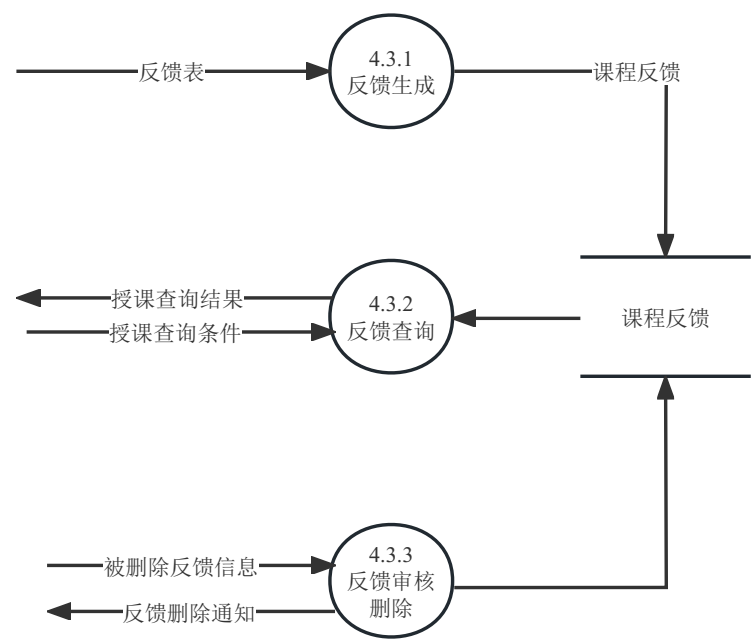 4.3.1
反馈生成
反馈表
课程反馈
授课查询结果
4.3.2
反馈查询
授课查询条件
课程反馈
4.3.3
反馈审核
删除
被删除反馈信息
反馈删除通知